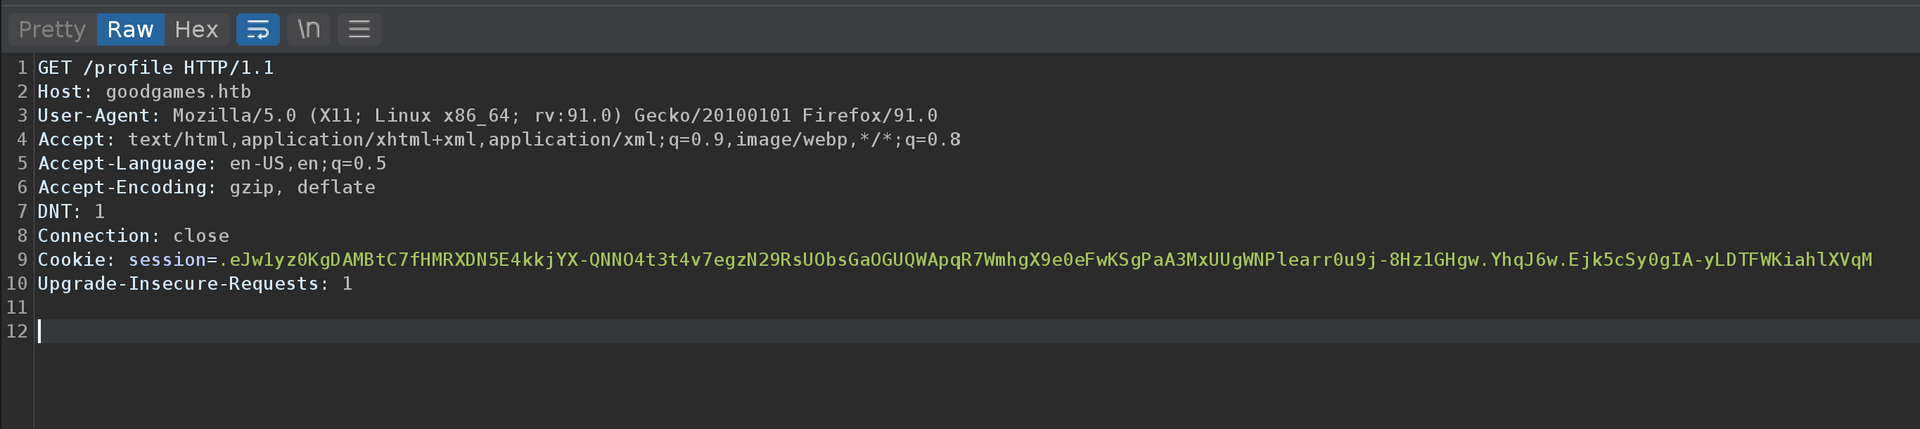 Pretty Raw Hex \n
1 GET /profile HTTP/1.1
2 Host: goodgames.htb
3 User-Agent: Mozilla/5.0 (X11; Linux x86_64; rv:91.0) Gecko/20100101 Firefox/91.0
4 Accept: text/html,application/xhtml+xml,application/xml;q=0.9,image/webp,*/*;q=0.8
5 Accept-Language: en-US,en;q=0.5
6 Accept-Encoding: gzip, deflate
7 DNT: 1
8 Connection: close
9 Cookie: session=.eJw1yz0KgDAMBtC7fHMRXDN5E4kkjYX-QNNO4t3t4v7egzN29RsUObsGaOGUQWApqR7WmhgX9e0eFwKSgPaA3MxUUgWNPlearr0u9j-8Hz1GHgw.YhqJ6w.Ejk5cSy0gIA-yLDTFWKiahlXVqM
10 Upgrade-Insecure-Requests: 1
11
12